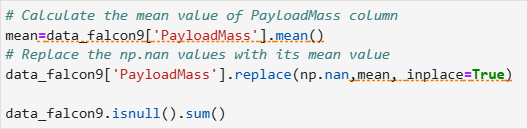 # Calculate the mean value of PayloadMass column
mean=data_falcon9['PayloadMass'].mean()
# Replace the np.nan values with its mean value
data_falcon9['PayloadMass'].replace(np.nan,mean, inplace=True)
data_falcon9.isnull().sum()